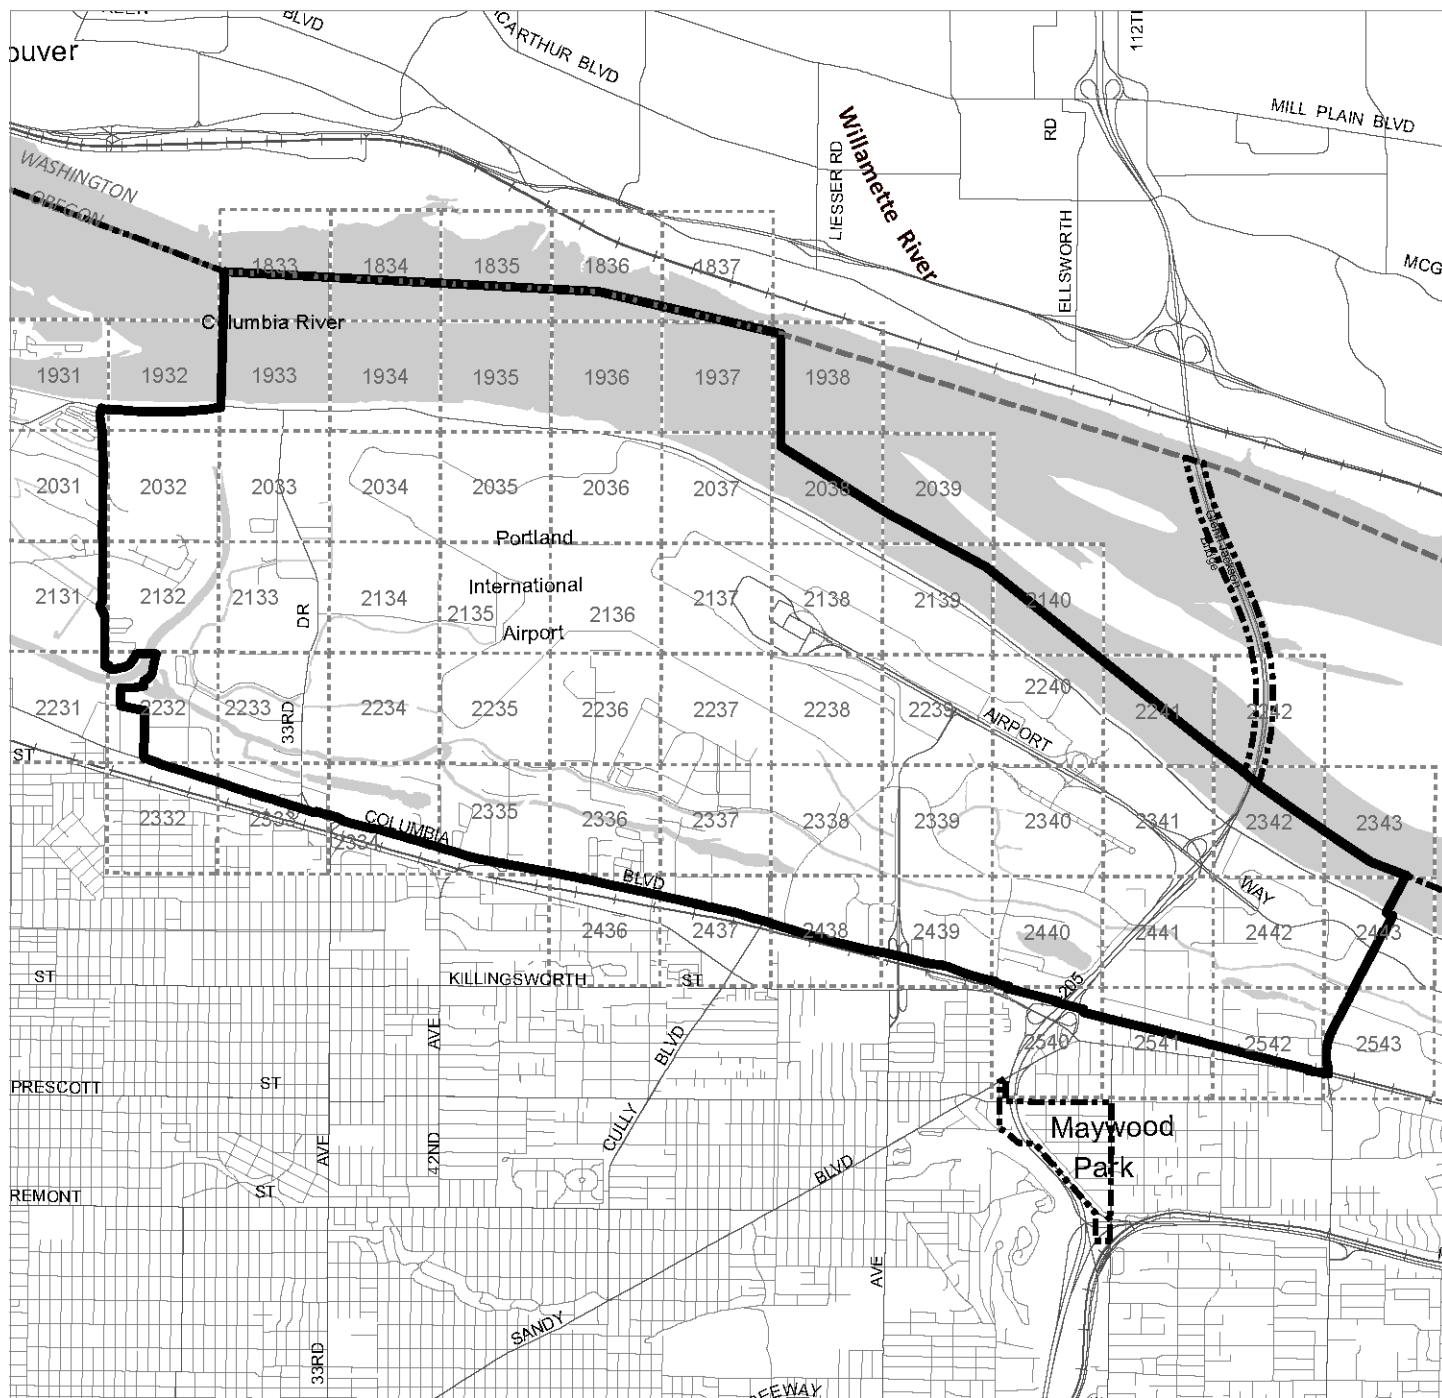 BLVD
CARTHUR BLVD
112TH
ouver
MILL PLAIN BLVD
RD
WASHINGTON
OREGON
LIESSER RD
Willamette River
ELLSWORTH
MCG
1833 1834 1835 1836 1837
Columbia River
1931 1932 1933 1934 1935 1936 1937 1938
2031 2032 2033 2034 2035 2036 2037 2038 2039
Glenn Jackson
Bridge
Portland
International
Airport
2131 2132 2133 2134 2135 2136 2137 2138 2139 2140
DR
2231 2232 2233 2234 2235 2236 2237 2238 2239 2240 2241 2242
33RD
AIRPORT
ST
2332 2333 2334 2335 2336 2337 2338 2339 2340 2341 2342 2343
COLUMBIA
BLVD
WAY
2436 2437 2438 2439 2440 2441 2442 2443
ST
KILLINGSWORTH
ST
205
AVE
BLVD
2540 2541 2542 2543
PRESCOTT
ST
CULLY
AVE
42ND
Maywood
Park
BLVD
REMONT
ST
AVE
SANDY
33RD
EEWAY